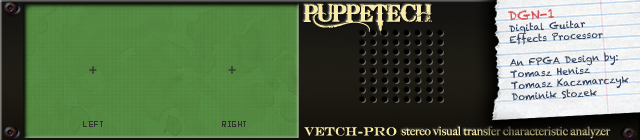 PUPPETECH
DGN-1
Digital Guitar
Effects Processor
An FPGA Design by:
Tomasz Henisz
Tomasz Kaczmarczyk
Dominik Stożek
LEFT
RIGHT
VETCH-PRO stereo visual transfer characteristic analyzer